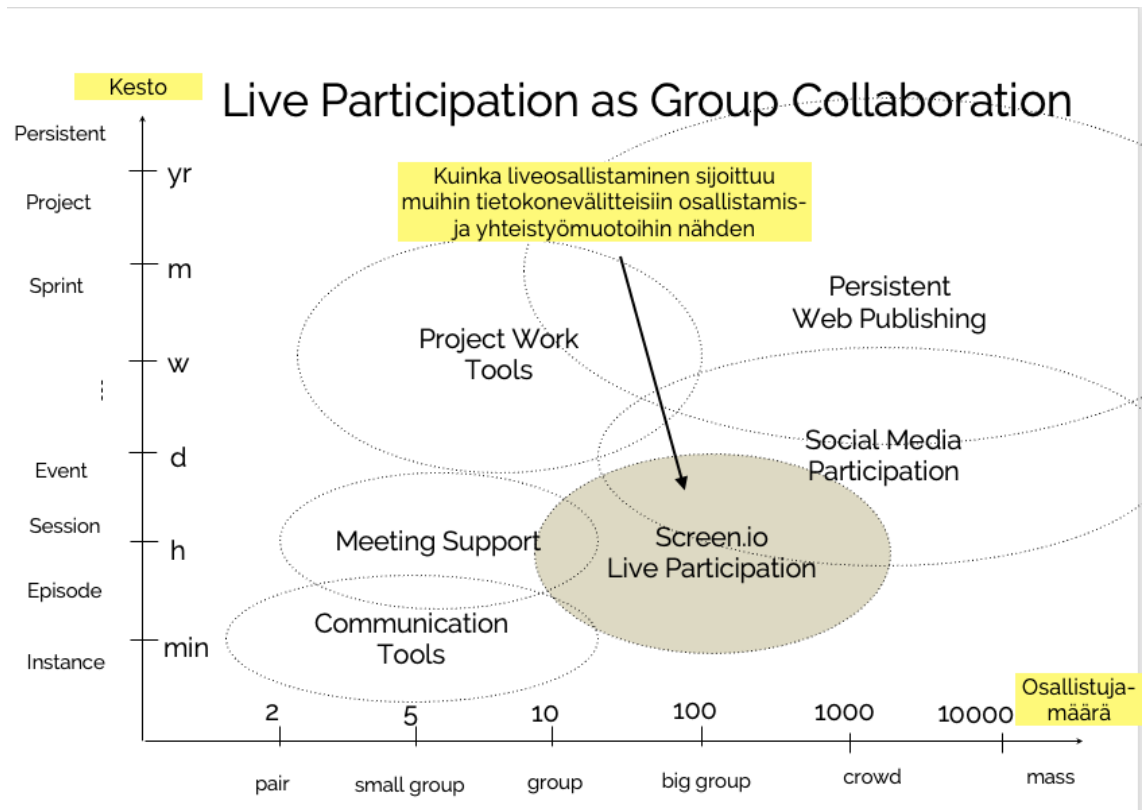 Kesto
Live Participation as Group Collaboration
Persistent
yr
Project
m
Sprint
w
d
Event
Session
h
Episode
min
Instance
Kuinka liveosallistaminen sijoittuu
muihin tietokonevälitteisiin osallistamis-
ja yhteistyömuotoihin nähden
Persistent
Web Publishing
Project Work
Tools
Social Media
Participation
Meeting Support
Screen.io
Live Participation
Communication
Tools
2
5
10
100
1000
10000
Osallistuja-
määrä
pair
small group
group
big group
crowd
mass